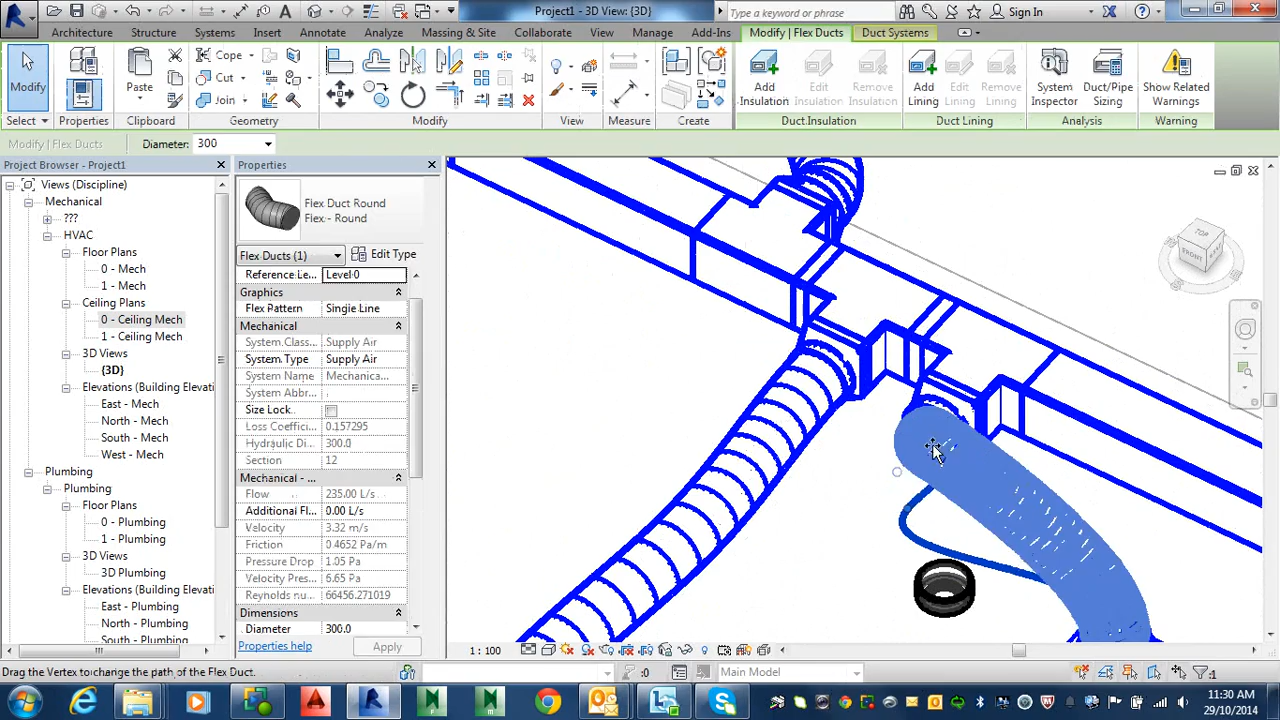 Project1 - 3D View: {3D}
Type a keyword or phrase
Sign In
Architecture
Structure
Systems
Insert
Annotate
Analyze
Massing & Site
Collaborate
View
Manage
Add-Ins
Modify | Flex Ducts
Duct Systems
Modify
Paste
Cope
Cut
Join
Add Insulation
Edit Insulation
Remove Insulation
Add Lining
Edit Lining
Remove Lining
System Inspector
Duct/Pipe Sizing
Show Related Warnings
Select
Properties
Clipboard
Geometry
Modify
View
Measure
Create
Duct Insulation
Duct Lining
Analysis
Warning
Modify | Flex Ducts
Diameter: 300
Project Browser - Project1
Views (Discipline)
Mechanical
???
HVAC
Floor Plans
0 - Mech
1 - Mech
Ceiling Plans
0 - Ceiling Mech
1 - Ceiling Mech
3D Views
{3D}
Elevations (Building Elevati
East - Mech
North - Mech
South - Mech
West - Mech
Plumbing
Plumbing
Floor Plans
0 - Plumbing
1 - Plumbing
3D Views
3D Plumbing
Elevations (Building Elevati
East - Plumbing
North - Plumbing
South - Plumbing
Properties
Flex Duct Round
Flex - Round
Flex Ducts (1)
Edit Type
Reference Le... Level 0
Graphics
Flex Pattern Single Line
Mechanical
System Class... Supply Air
System Type Supply Air
System Name Mechanica...
System Abbr...
Size Lock
Loss Coeffici... 0.157295
Hydraulic Di... 300.0
Section 12
Mechanical - ...
Flow 235.00 L/s
Additional Fl... 0.00 L/s
Velocity 3.32 m/s
Friction 0.4652 Pa/m
Pressure Drop 1.05 Pa
Velocity Pres... 6.65 Pa
Reynolds nu... 66456.271019
Dimensions
Diameter 300.0
Properties help
Apply
TOP
FRONT
1 : 100
Drag the Vertex to change the path of the Flex Duct.
:0
Main Model
:1
11:30 AM
29/10/2014